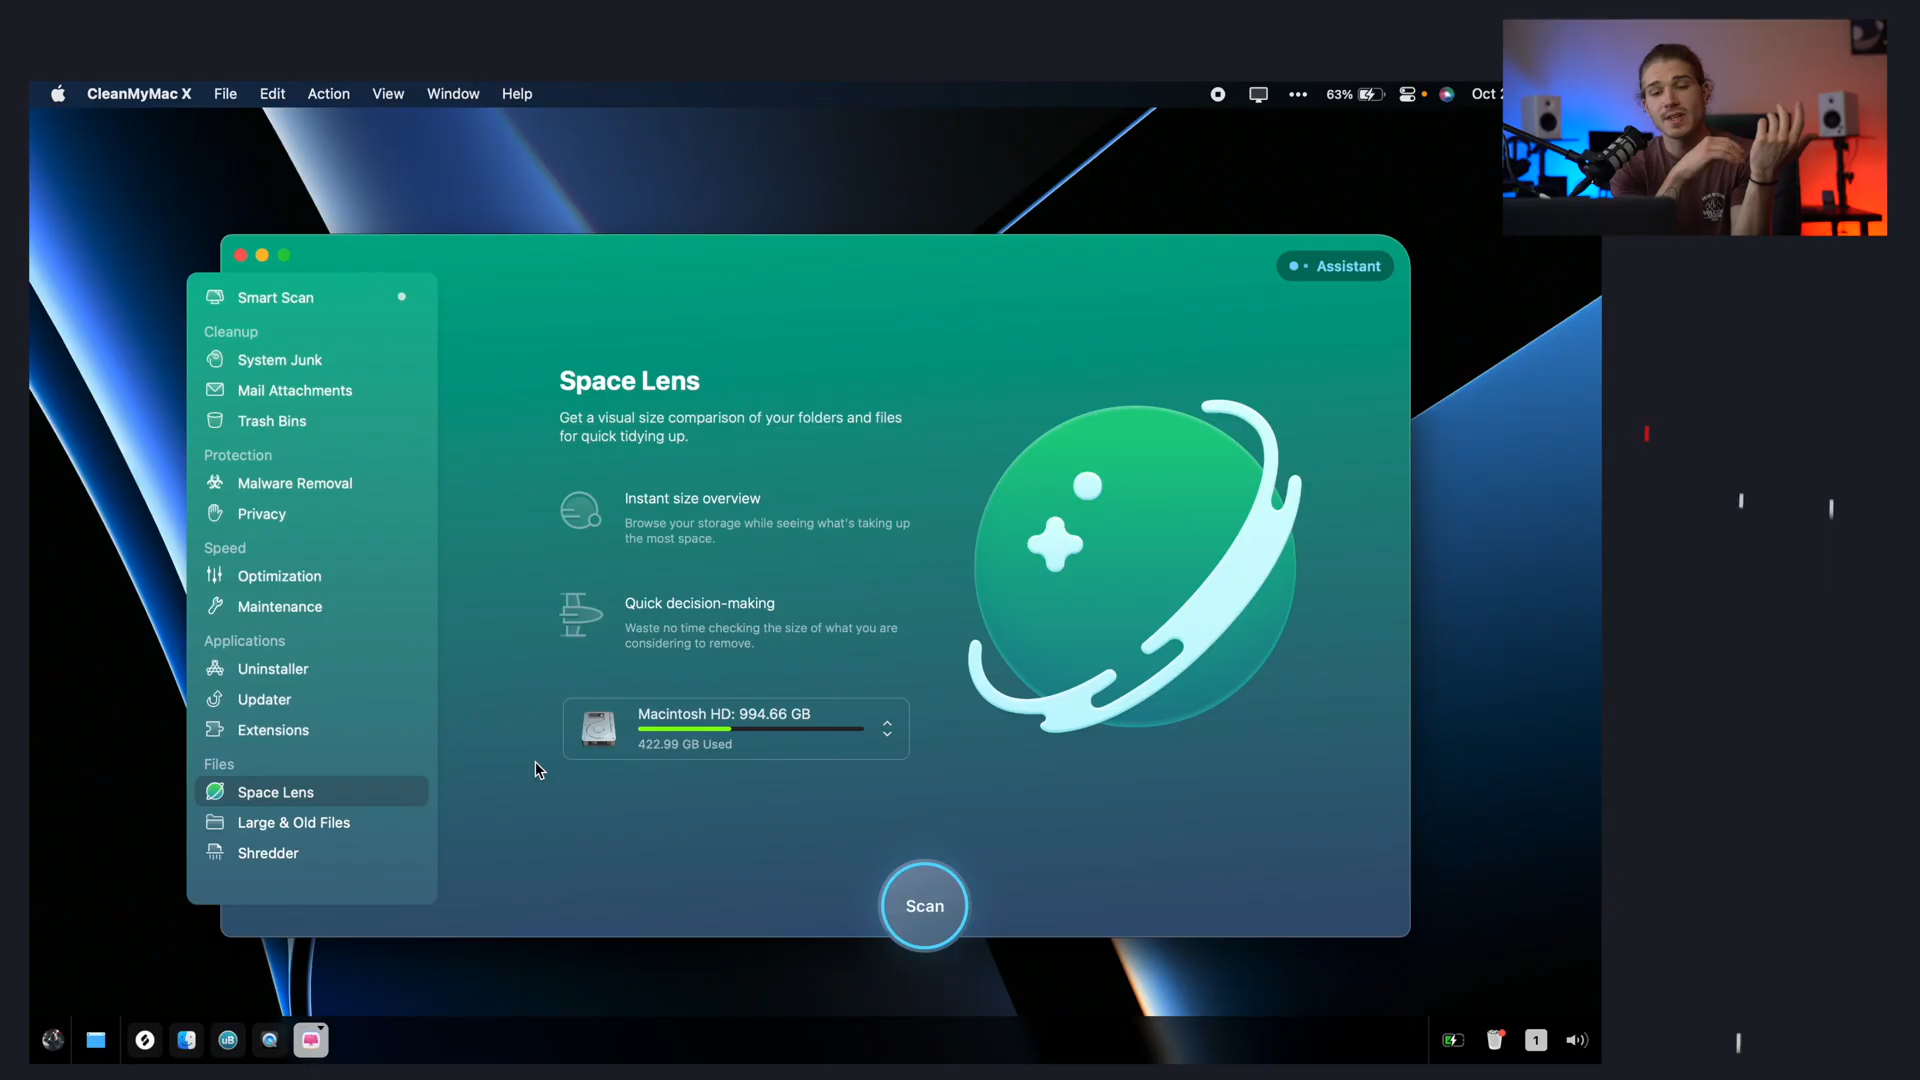 CleanMyMac X File Edit Action View Window Help
63%
Oct
Assistant
Smart Scan
Cleanup
System Junk
Mail Attachments
Trash Bins
Protection
Malware Removal
Privacy
Speed
Optimization
Maintenance
Applications
Uninstaller
Updater
Extensions
Files
Space Lens
Large & Old Files
Shredder
Space Lens
Get a visual size comparison of your folders and files
for quick tidying up.
Instant size overview
Browse your storage while seeing what's taking up
the most space.
Quick decision-making
Waste no time checking the size of what you are
considering to remove.
Macintosh HD: 994.66 GB
422.99 GB Used
Scan
uB
1